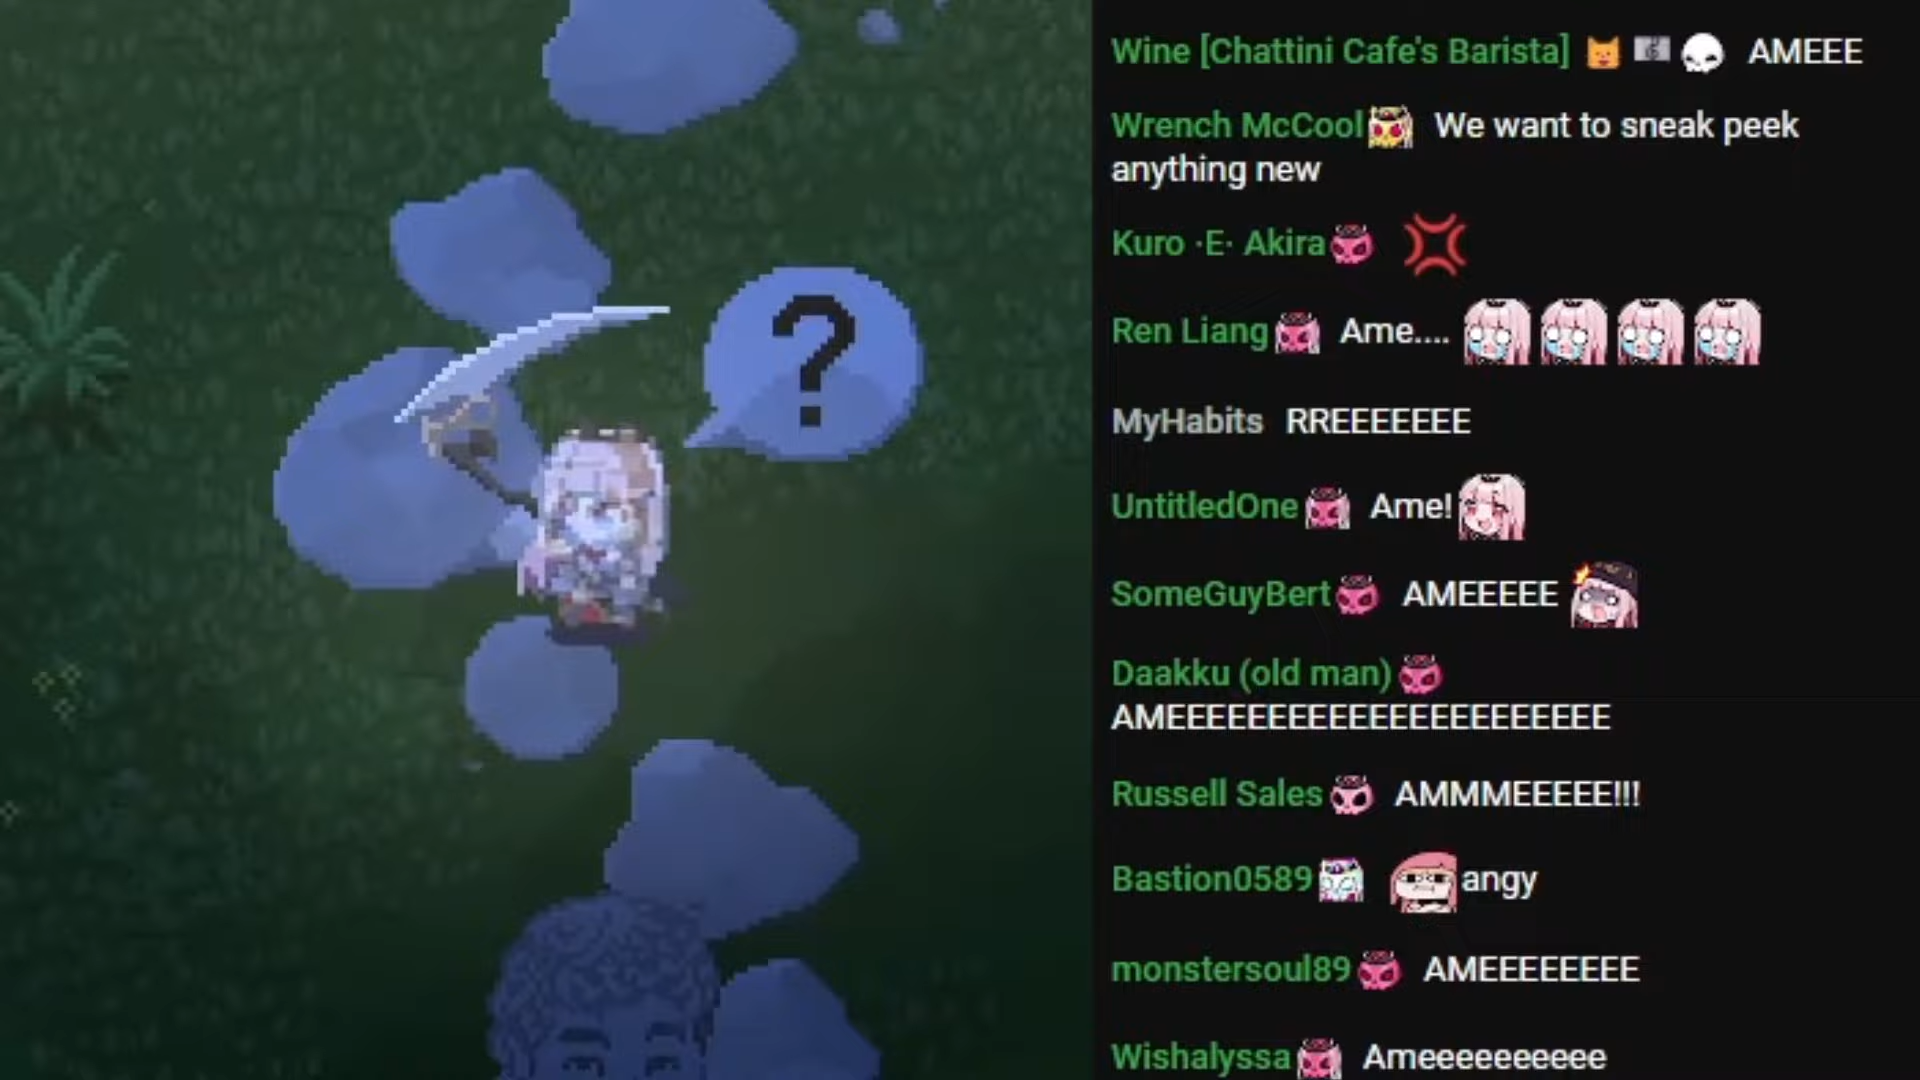 ?
Wine [Chattini Cafe's Barista] AMEEE
Wrench McCool We want to sneak peek
anything new
Kuro ·E· Akira
Ren Liang Ame....
MyHabits RREEEEEEE
UntitledOne Ame!
SomeGuyBert AMEEEEE
Daakku (old man)
AMEEEEEEEEEEEEEEEEEEEEEE
Russell Sales AMMMEEEEE!!!
Bastion0589 angy
monstersoul89 AMEEEEEEEE
Wishalyssa Ameeeeeeeeee